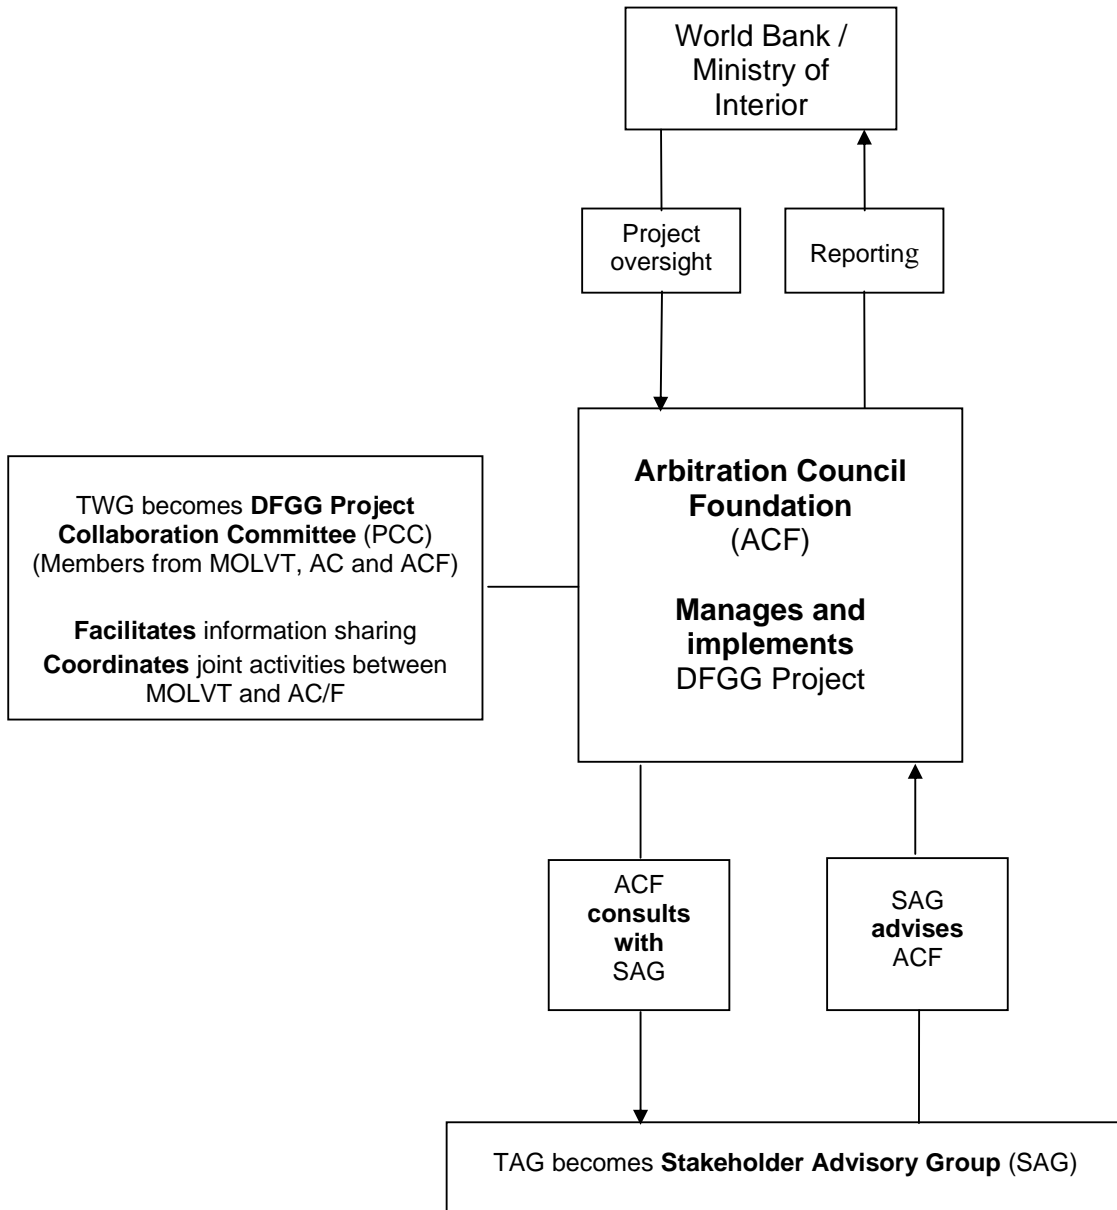 World Bank /
Ministry of
Interior
Project
oversight
Reporting
Arbitration Council
Foundation
(ACF)
Manages and
implements
DFGG Project
TWG becomes DFGG Project
Collaboration Committee (PCC)
(Members from MOLVT, AC and ACF)
Facilitates information sharing
Coordinates joint activities between
MOLVT and AC/F
ACF
consults
with
SAG
SAG
advises
ACF
TAG becomes Stakeholder Advisory Group (SAG)